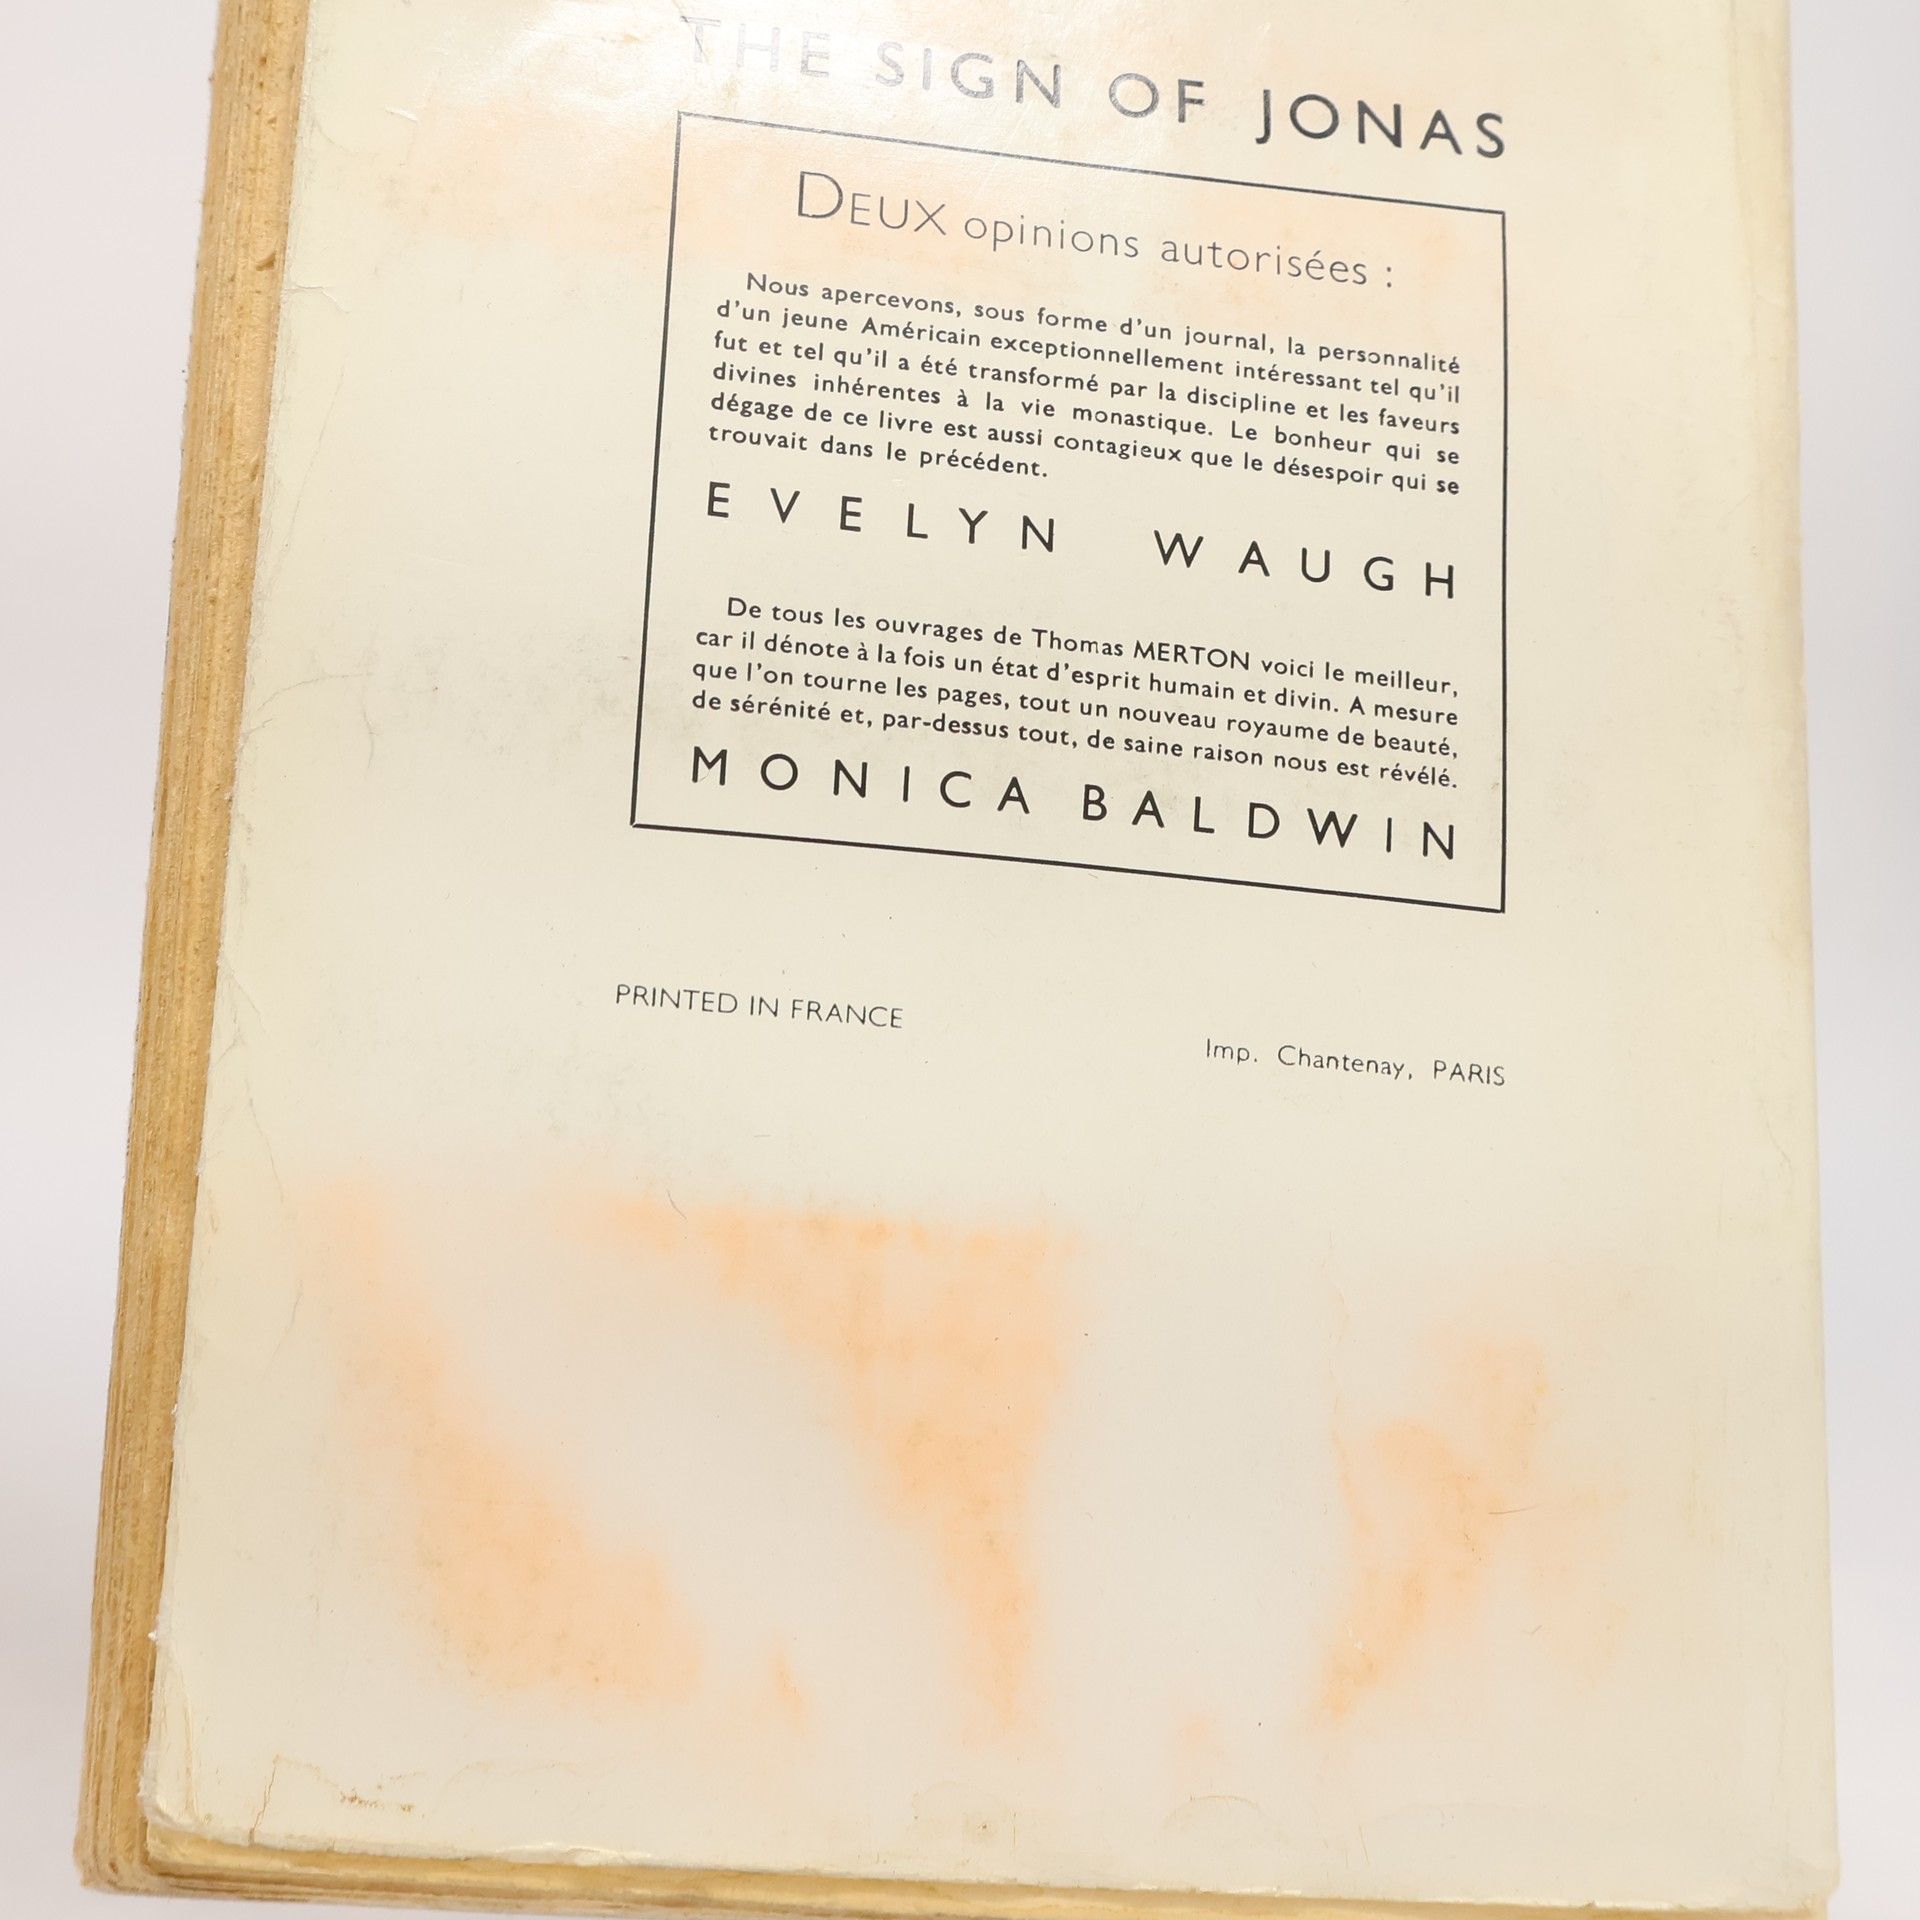 THE SIGN OF JONAS
DEUX opinions autorisées :
Nous apercevons, sous forme d'un journal, la personnalité
d'un jeune Américain exceptionnellement intéressant tel qu'il
fut et tel qu'il a été transformé par la discipline et les faveurs
divines inhérentes à la vie monastique. Le bonheur qui se
dégage de ce livre est aussi contagieux que le désespoir qui se
trouvait dans le précédent.
EVELYN WAUGH
De tous les ouvrages de Thomas MERTON voici le meilleur,
car il dénote à la fois un état d'esprit humain et divin. A mesure
que l'on tourne les pages, tout un nouveau royaume de beauté,
de sérénité et, par-dessus tout, de saine raison nous est révélé.
MONICA BALDWIN
PRINTED IN FRANCE
Imp. Chantenay, PARIS